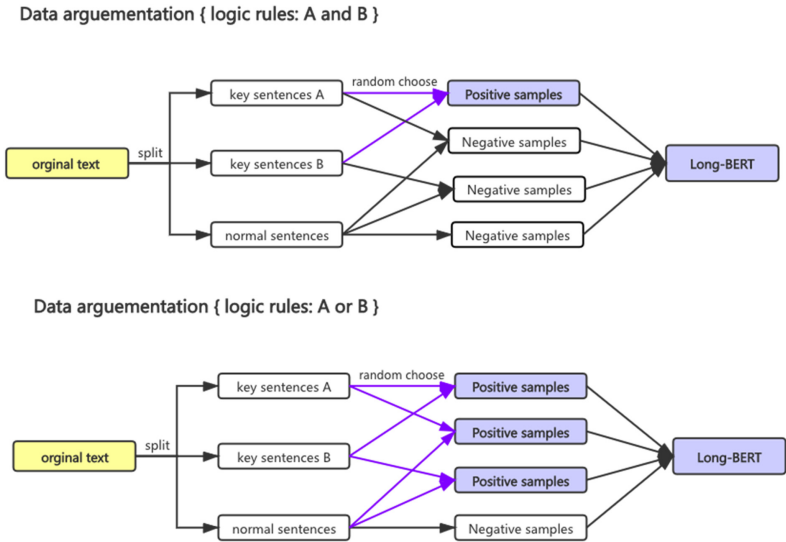 Data arguementation { logic rules: A and B }
key sentences A
random choose
Positive samples
Negative samples
orginal text
split
key sentences B
Long-BERT
Negative samples
normal sentences
Negative samples
Data arguementation { logic rules: A or B }
key sentences A
random choose
Positive samples
Positive samples
orginal text
split
key sentences B
Long-BERT
Positive samples
normal sentences
Negative samples